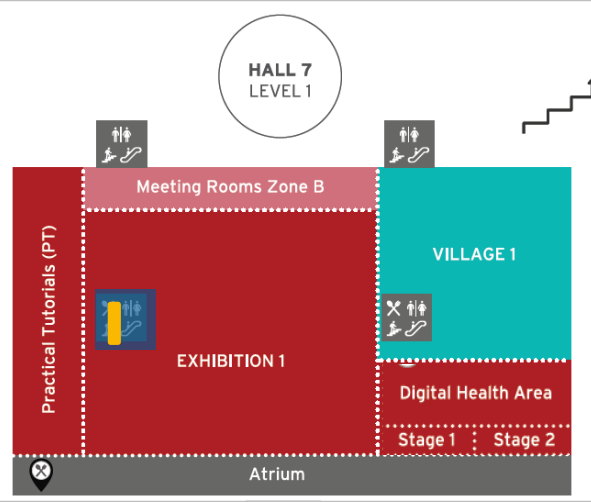 HALL 7
LEVEL 1
Meeting Rooms Zone B
Practical Tutorials (PT)
VILLAGE 1
EXHIBITION 1
Digital Health Area
Stage 1
Stage 2
Atrium